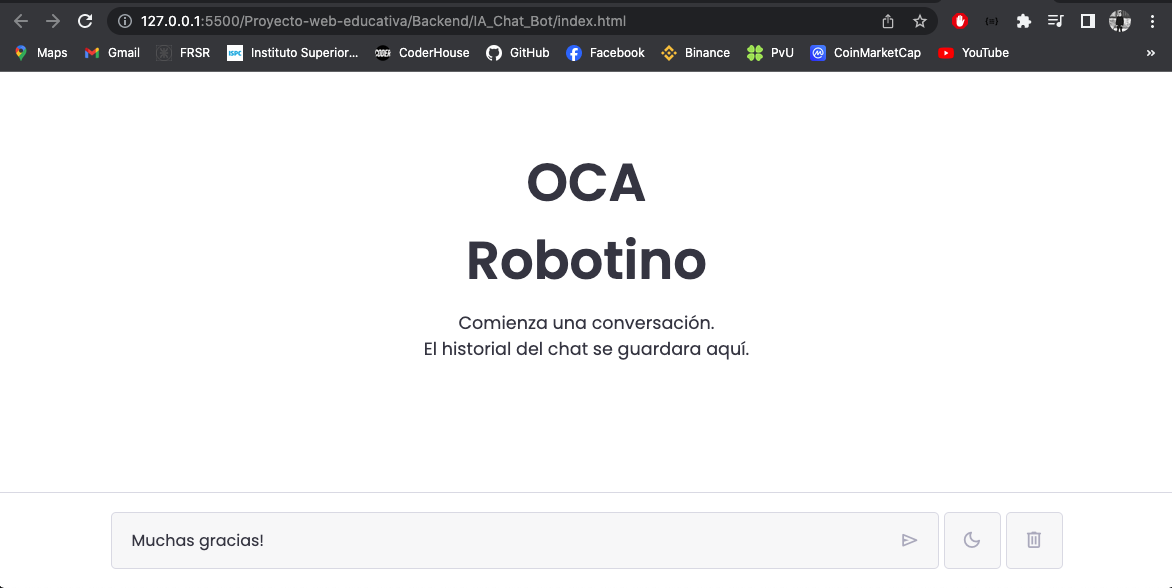 127.0.0.1:5500/Proyecto-web-educativa/Backend/IA_Chat_Bot/index.html
Maps Gmail FRSR ISPC Instituto Superior... CODER CoderHouse GitHub Facebook Binance PvU CoinMarketCap YouTube »
OCA
Robotino
Comienza una conversación.
El historial del chat se guardara aquí.
Muchas gracias!